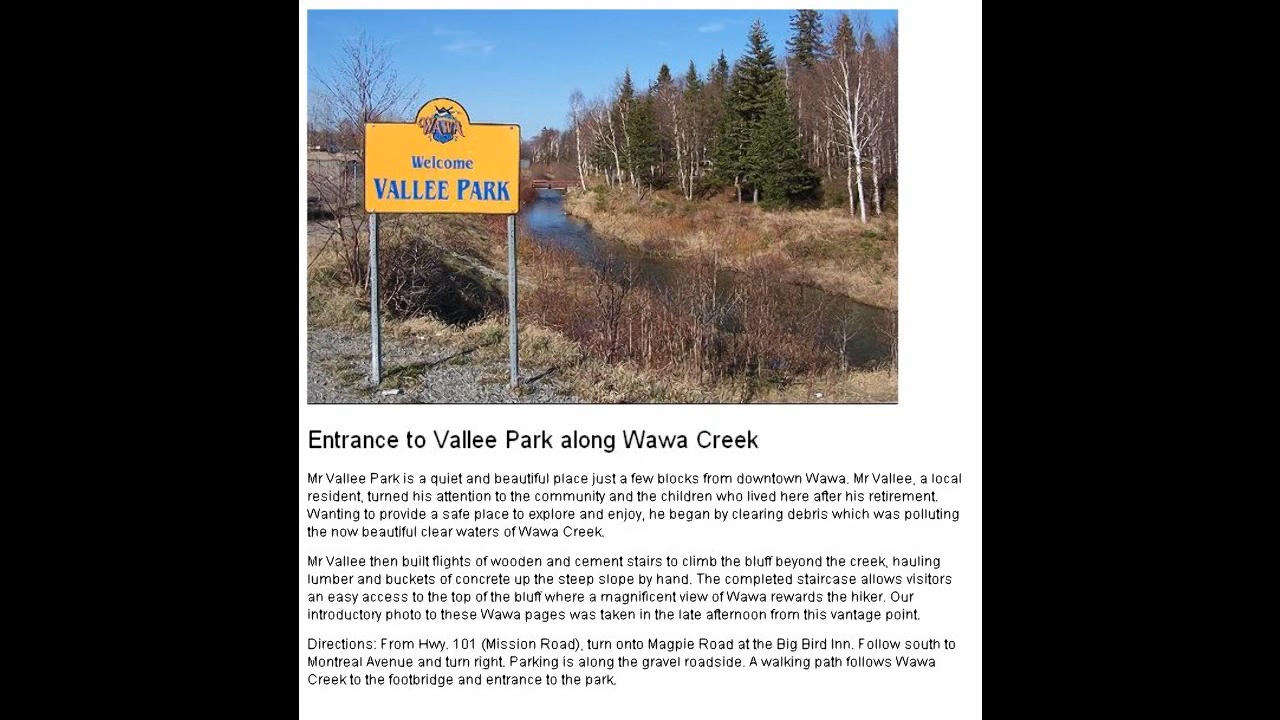 WAWA
Welcome
VALLEE PARK
Entrance to Vallee Park along Wawa Creek
Mr Vallee Park is a quiet and beautiful place just a few blocks from downtown Wawa. Mr Vallee, a local
resident, turned his attention to the community and the children who lived here after his retirement.
Wanting to provide a safe place to explore and enjoy, he began by clearing debris which was polluting
the now beautiful clear waters of Wawa Creek.
Mr Vallee then built flights of wooden and cement stairs to climb the bluff beyond the creek, hauling
lumber and buckets of concrete up the steep slope by hand. The completed staircase allows visitors
an easy access to the top of the bluff where a magnificent view of Wawa rewards the hiker. Our
introductory photo to these Wawa pages was taken in the late afternoon from this vantage point.
Directions: From Hwy. 101 (Mission Road), turn onto Magpie Road at the Big Bird Inn. Follow south to
Montreal Avenue and turn right. Parking is along the gravel roadside. A walking path follows Wawa
Creek to the footbridge and entrance to the park.